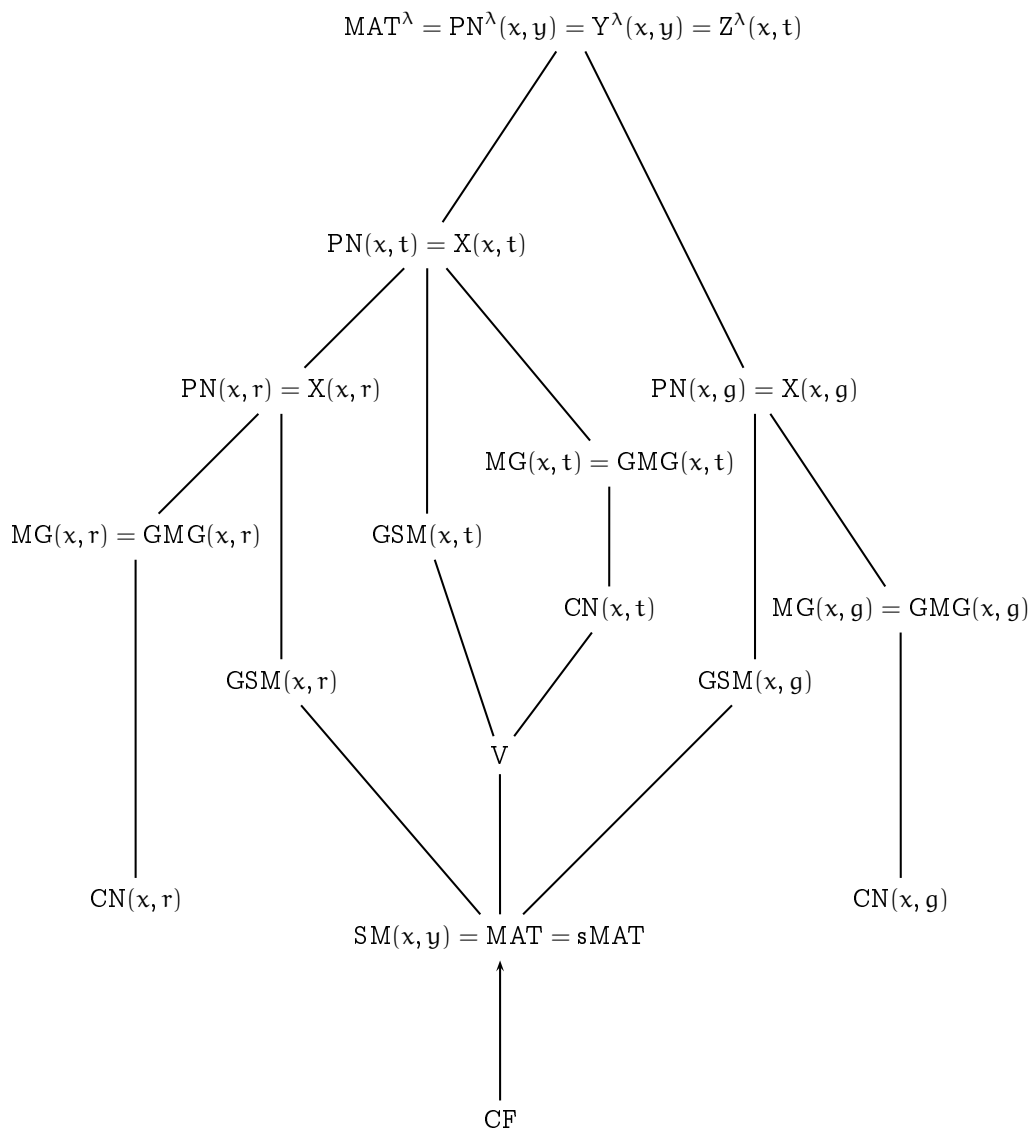 MAT^λ = PN^λ(x, y) = Y^λ(x, y) = Z^λ(x, t)
PN(x, t) = X(x, t)
PN(x, r) = X(x, r)
PN(x, g) = X(x, g)
MG(x, t) = GMG(x, t)
MG(x, r) = GMG(x, r)
GSM(x, t)
CN(x, t)
MG(x, g) = GMG(x, g)
GSM(x, r)
GSM(x, g)
V
CN(x, r)
CN(x, g)
SM(x, y) = MAT = sMAT
CF